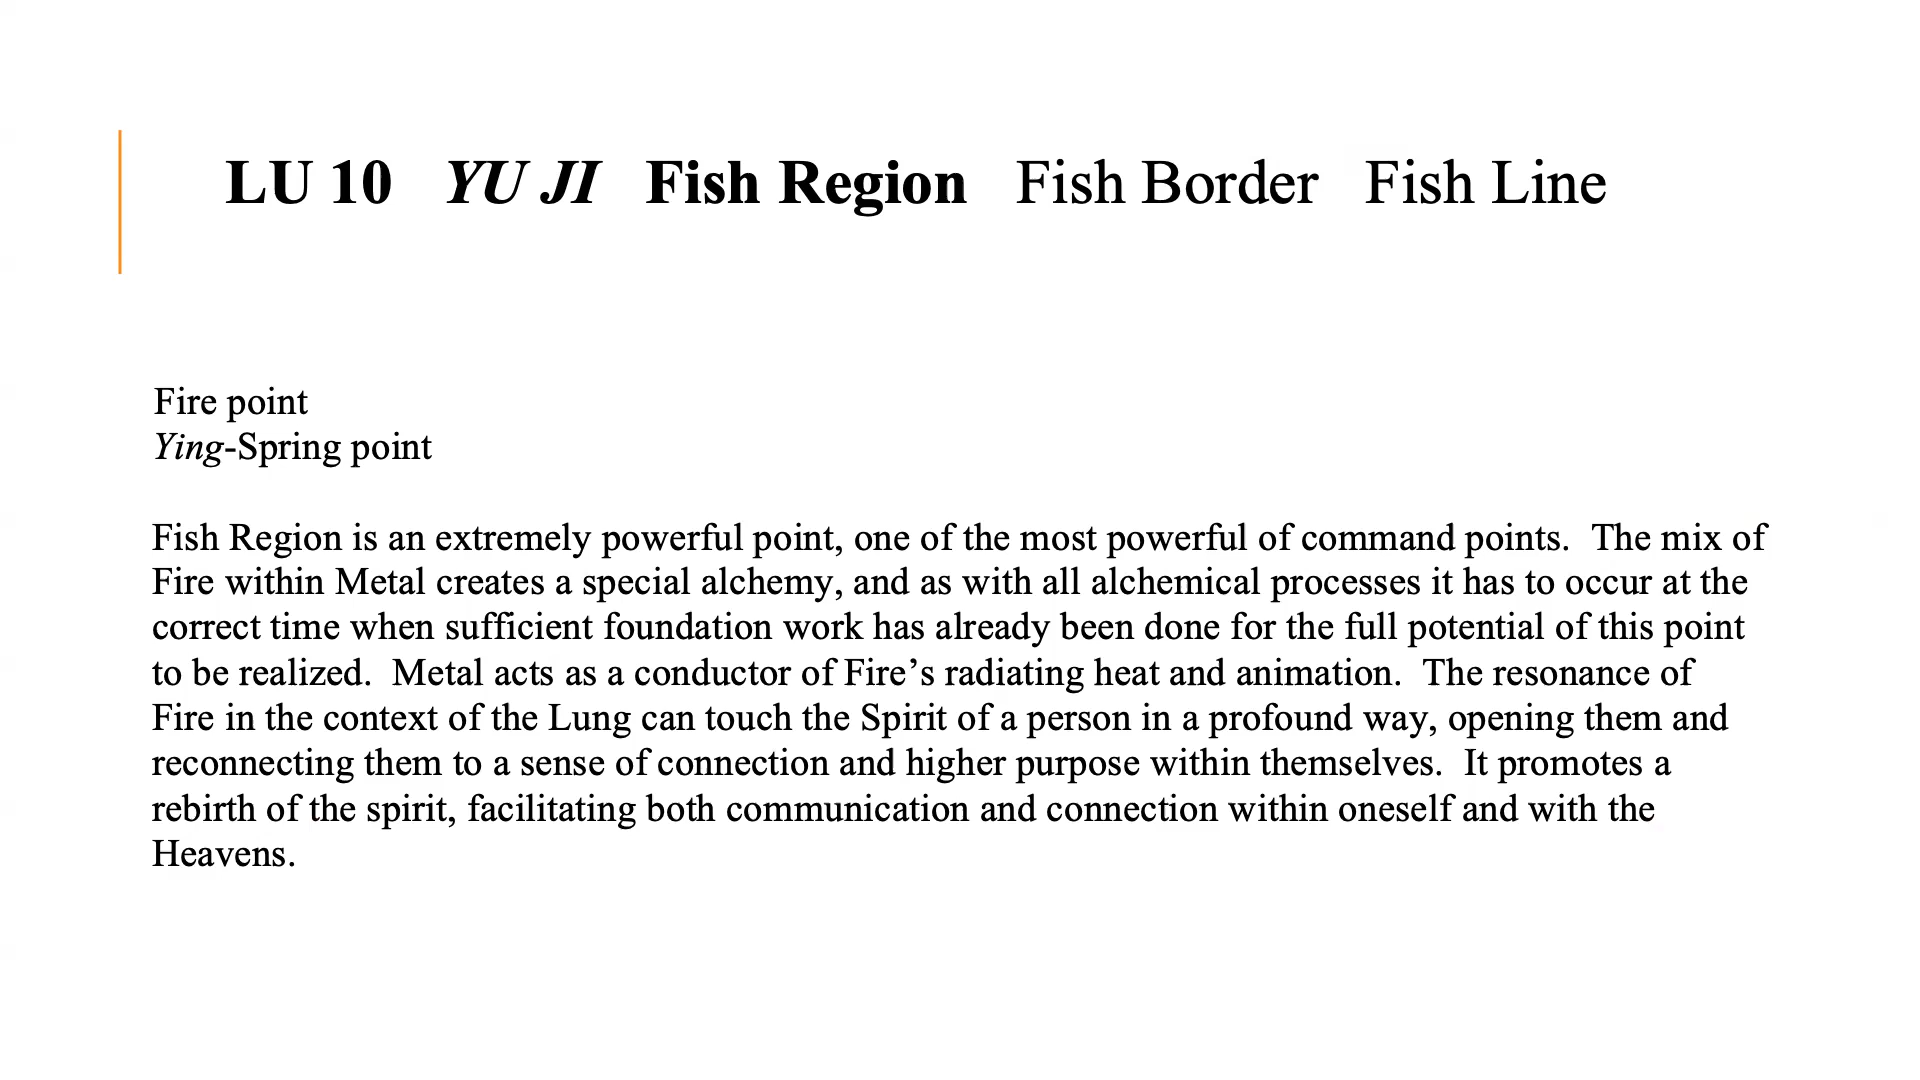 LU 10 YU JI Fish Region Fish Border Fish Line
Fire point
Ying-Spring point
Fish Region is an extremely powerful point, one of the most powerful of command points. The mix of
Fire within Metal creates a special alchemy, and as with all alchemical processes it has to occur at the
correct time when sufficient foundation work has already been done for the full potential of this point
to be realized. Metal acts as a conductor of Fire’s radiating heat and animation. The resonance of
Fire in the context of the Lung can touch the Spirit of a person in a profound way, opening them and
reconnecting them to a sense of connection and higher purpose within themselves. It promotes a
rebirth of the spirit, facilitating both communication and connection within oneself and with the
Heavens.